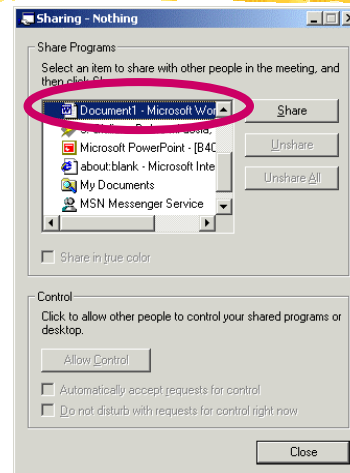 Sharing - Nothing
Share Programs
Select an item to share with other people in the meeting, and
then click
Document1 - Microsoft Wor
Share
Microsoft PowerPoint - [B4C
Unshare
about:blank - Microsoft Inte
Unshare All
My Documents
MSN Messenger Service
Share in true color
Control
Click to allow other people to control your shared programs or
desktop.
Allow Control
Automatically accept requests for control
Do not disturb with requests for control right now
Close